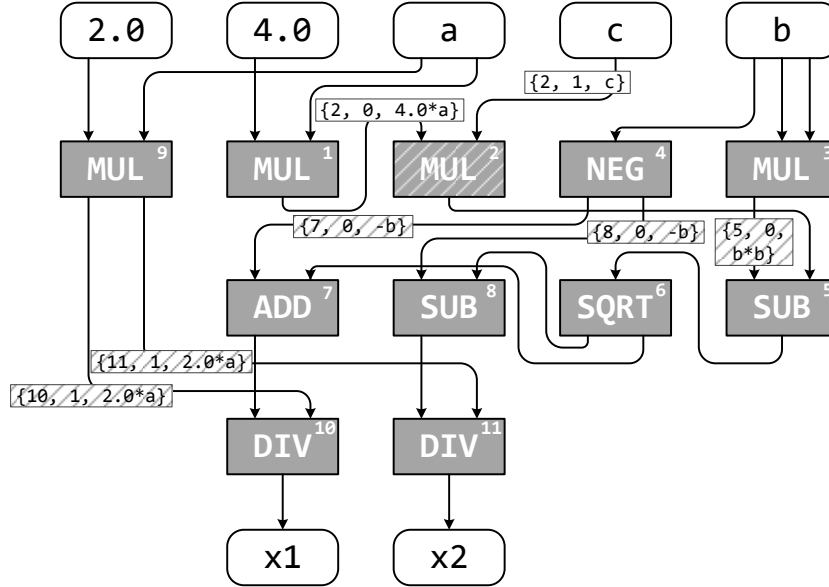 2.0
4.0
a
c
b
{2, 1, c}
{2, 0, 4.0*a}
MUL 9
MUL 1
MUL 2
NEG 4
MUL 3
{7, 0, -b}
{8, 0, -b}
{5, 0,
b*b}
ADD 7
SUB 8
SQRT 6
SUB 5
{11, 1, 2.0*a}
{10, 1, 2.0*a}
DIV 10
DIV 11
x1
x2